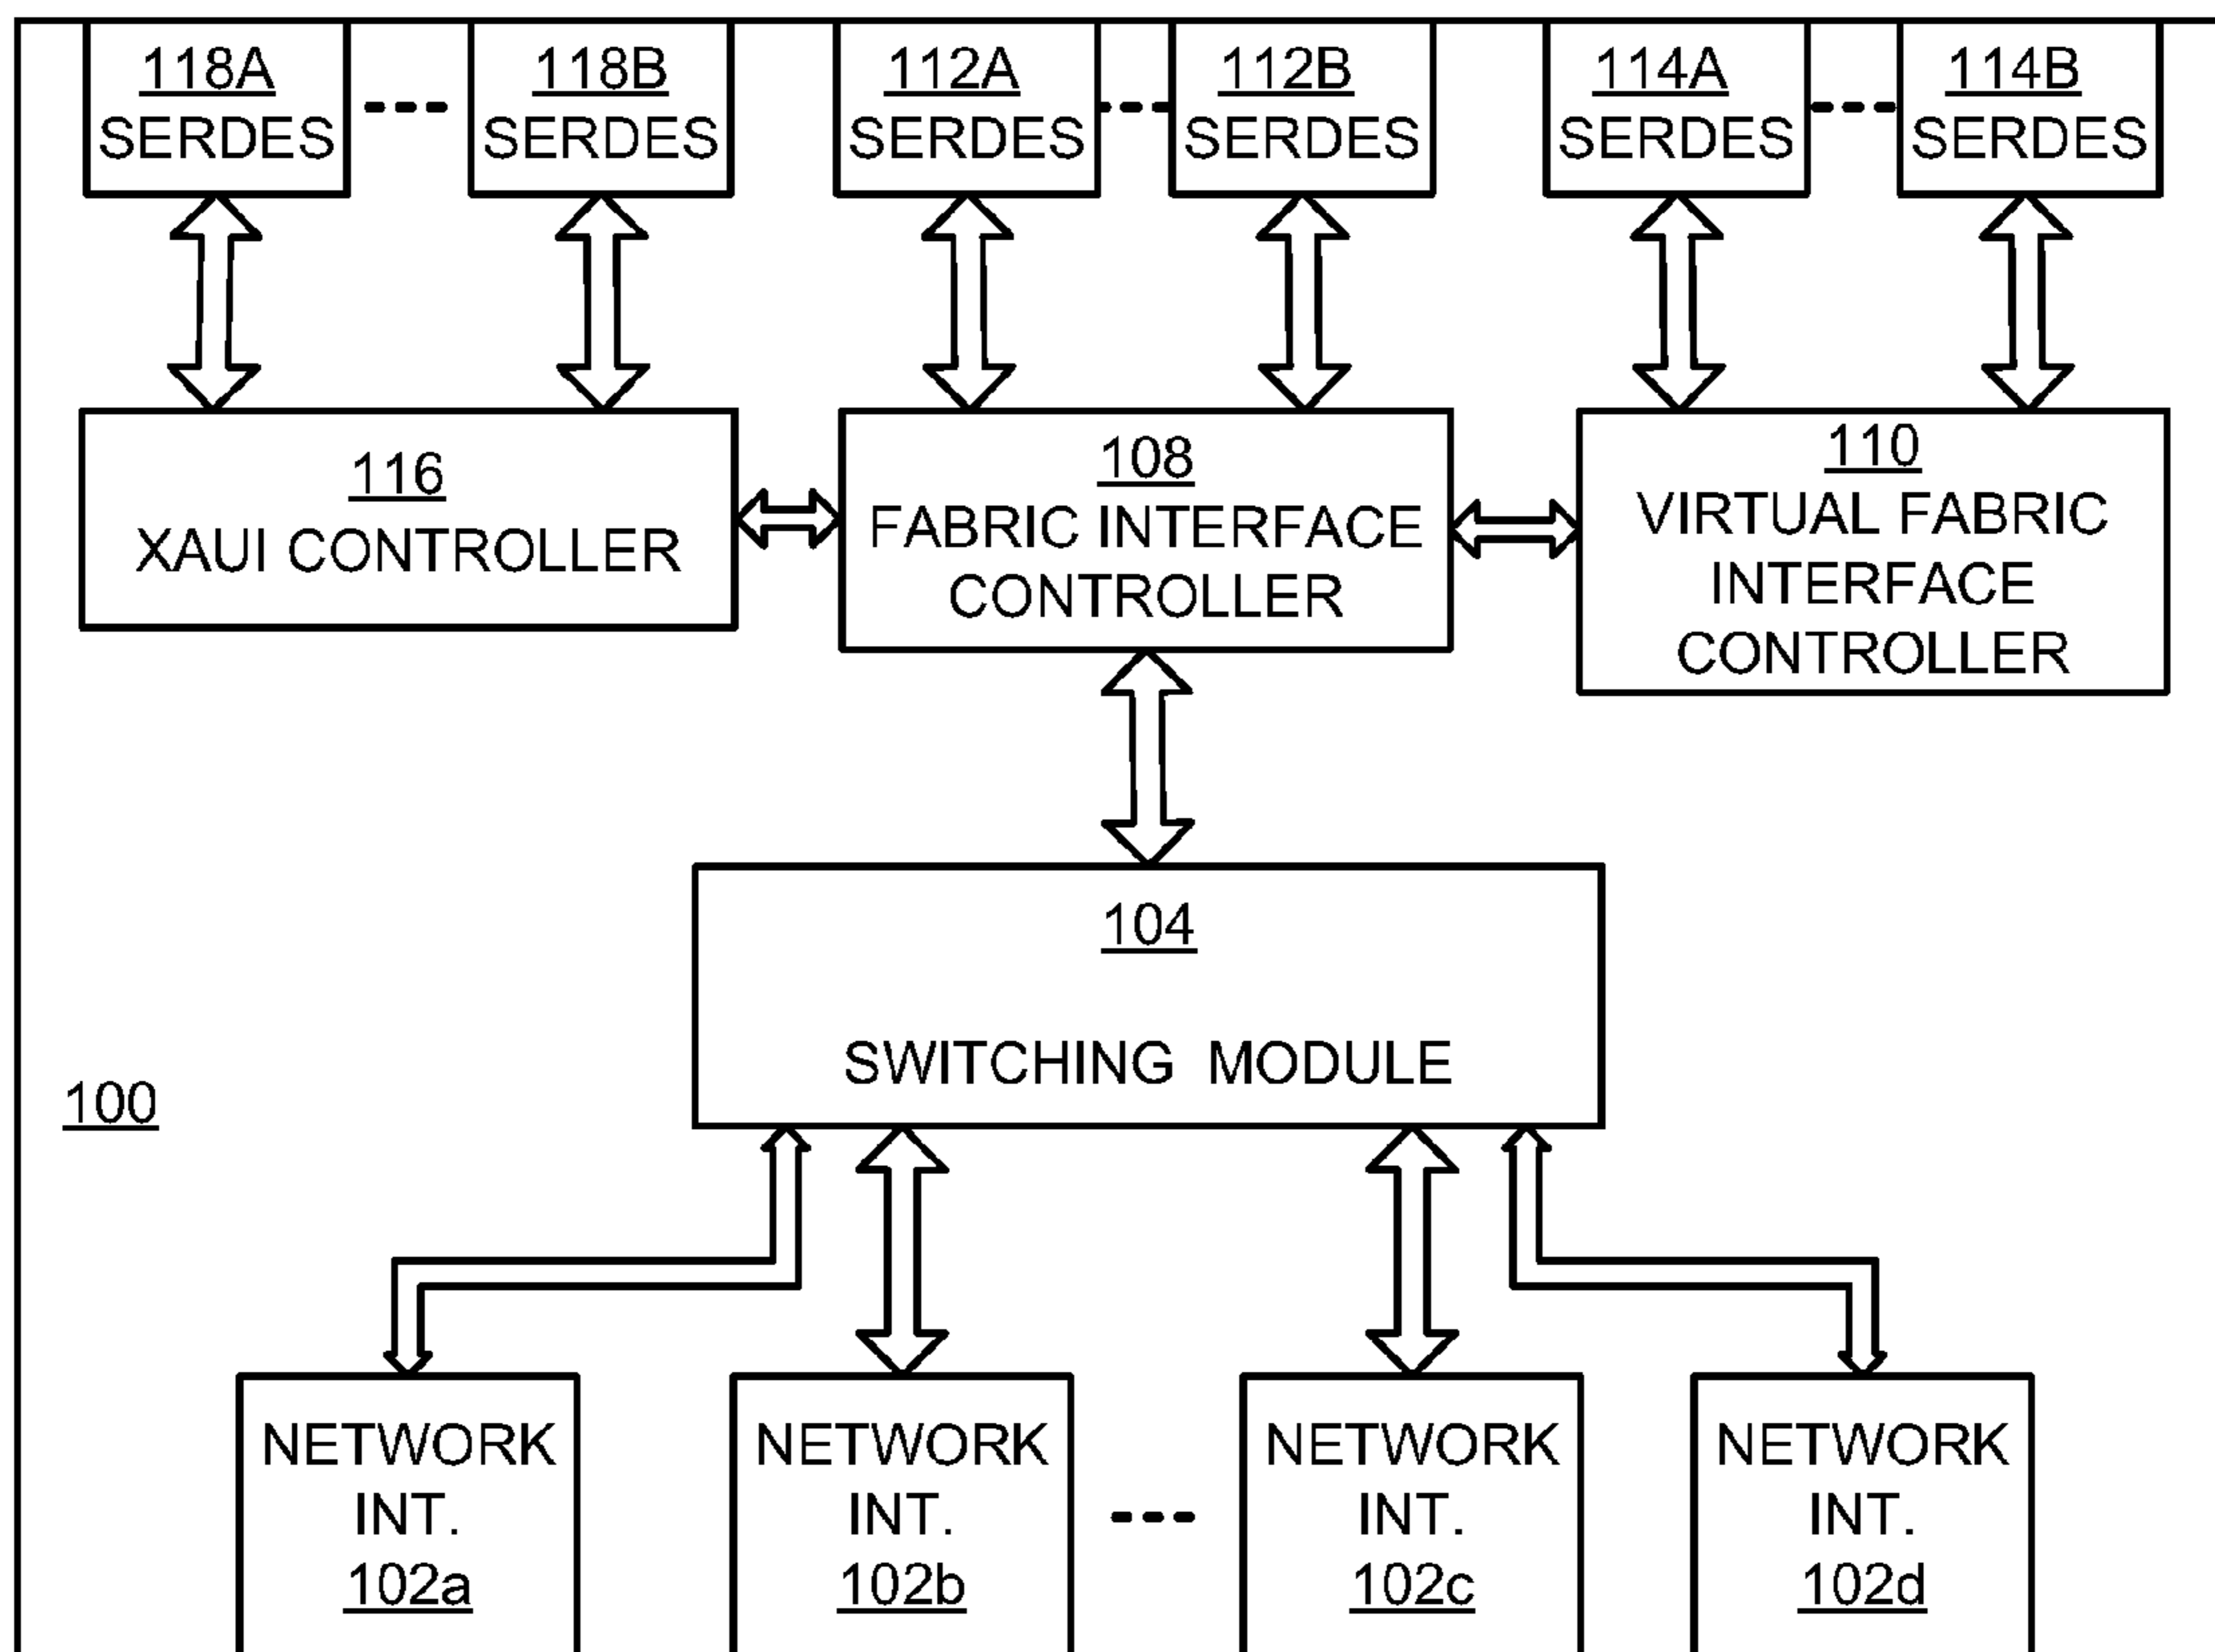 118A
SERDES
118B
SERDES
112A
SERDES
112B
SERDES
114A
SERDES
114B
SERDES
116
XAUI CONTROLLER
108
FABRIC INTERFACE
CONTROLLER
110
VIRTUAL FABRIC
INTERFACE
CONTROLLER
104
SWITCHING MODULE
100
NETWORK
INT.
102a
NETWORK
INT.
102b
NETWORK
INT.
102c
NETWORK
INT.
102d